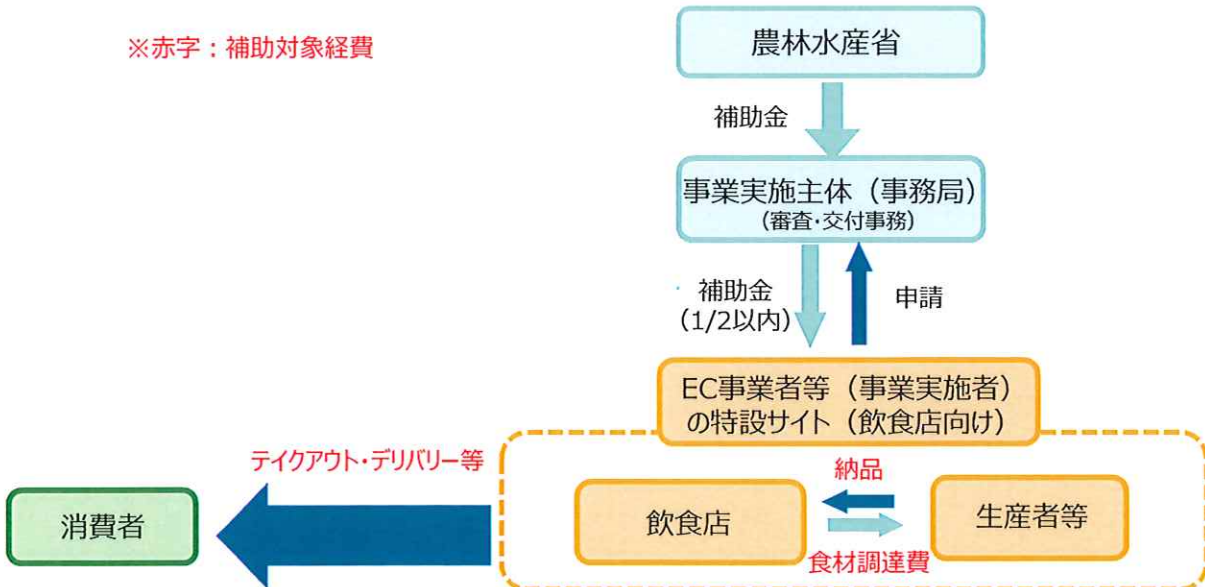 ※赤字：補助対象経費
農林水産省
補助金
事業実施主体（事務局）
（審査・交付事務）
補助金
（1/2以内）
申請
EC事業者等（事業実施者）
の特設サイト（飲食店向け）
テイクアウト・デリバリー等
納品
消費者
飲食店
生産者等
食材調達費